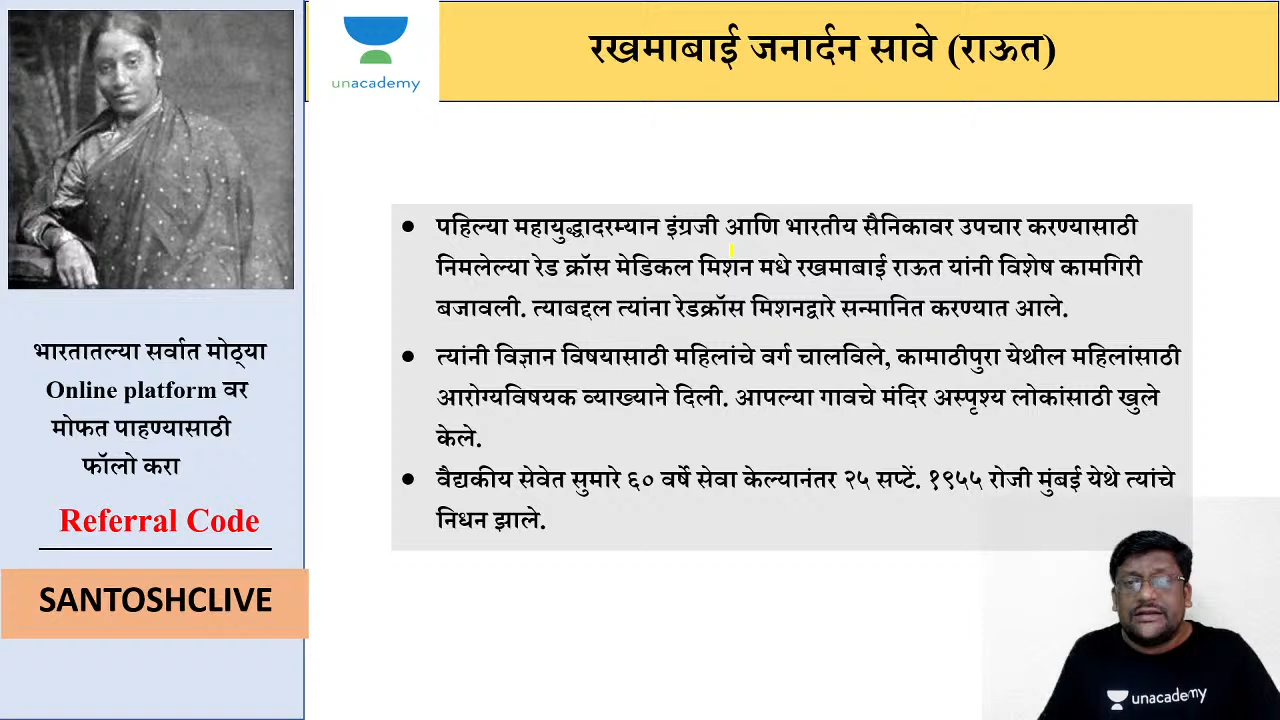 रखमाबाई जनार्दन सावे (राऊत)
unacademy
पहिल्या महायुद्धादरम्यान इंग्रजी आणि भारतीय सैनिकावर उपचार करण्यासाठी
निमलेल्या रेड क्रॉस मेडिकल मिशन मधे रखमाबाई राऊत यांनी विशेष कामगिरी
बजावली. त्याबद्दल त्यांना रेडक्रॉस मिशनद्वारे सन्मानित करण्यात आले.
त्यांनी विज्ञान विषयासाठी महिलांचे वर्ग चालविले, कामाठीपुरा येथील महिलांसाठी
आरोग्यविषयक व्याख्याने दिली. आपल्या गावचे मंदिर अस्पृश्य लोकांसाठी खुले
केले.
वैद्यकीय सेवेत सुमारे ६० वर्षे सेवा केल्यानंतर २५ सप्टें. १९५५ रोजी मुंबई येथे त्यांचे
निधन झाले.
भारतातल्या सर्वात मोठ्या
Online platform वर
मोफत पाहण्यासाठी
फॉलो करा
Referral Code
SANTOSHCLIVE
unacademy